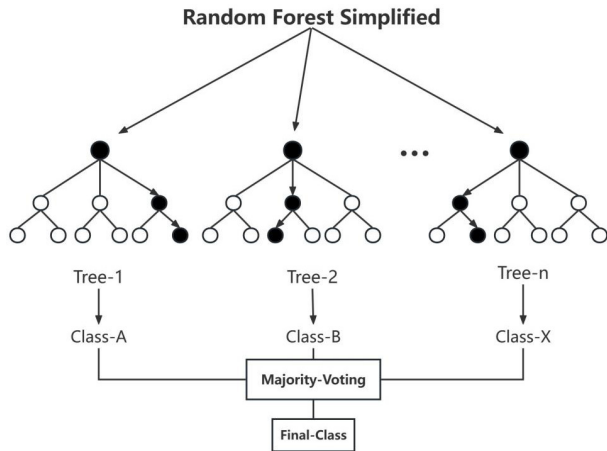 Random Forest Simplified
...
Tree-1
Tree-2
Tree-n
Class-A
Class-B
Class-X
Majority-Voting
Final-Class